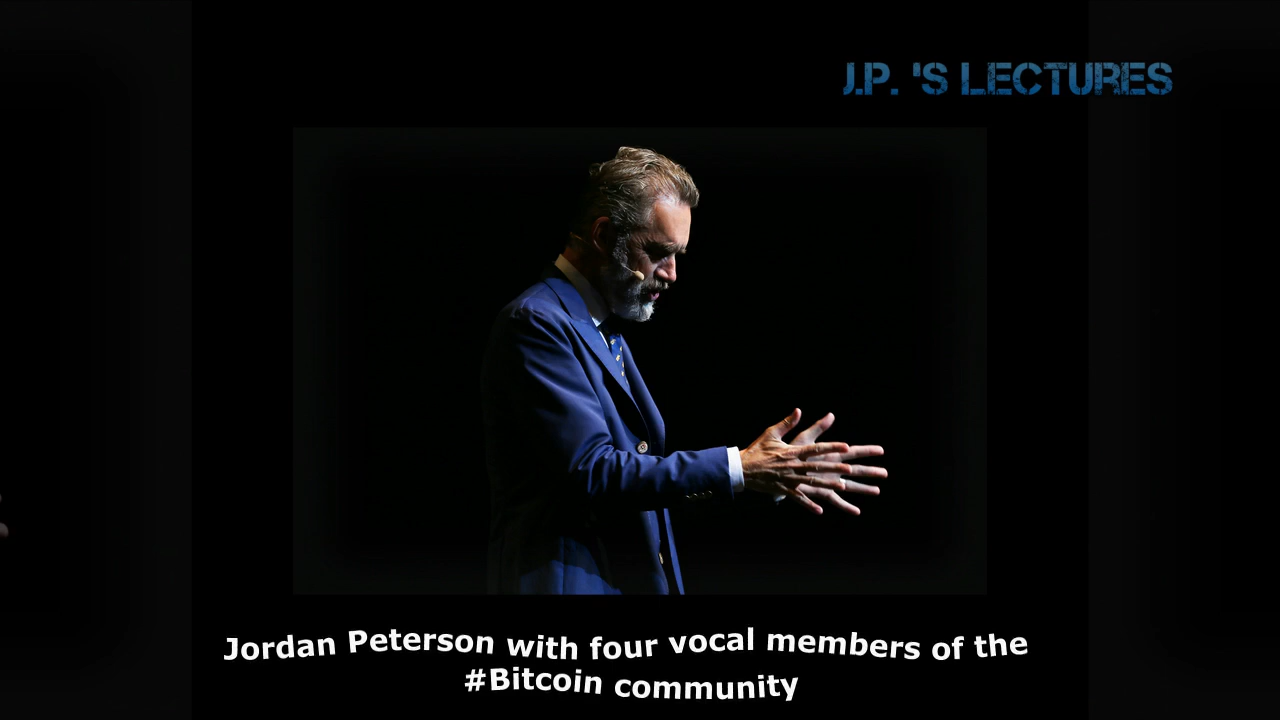 J.P. 'S LECTURES
Jordan Peterson with four vocal members of the
#Bitcoin community